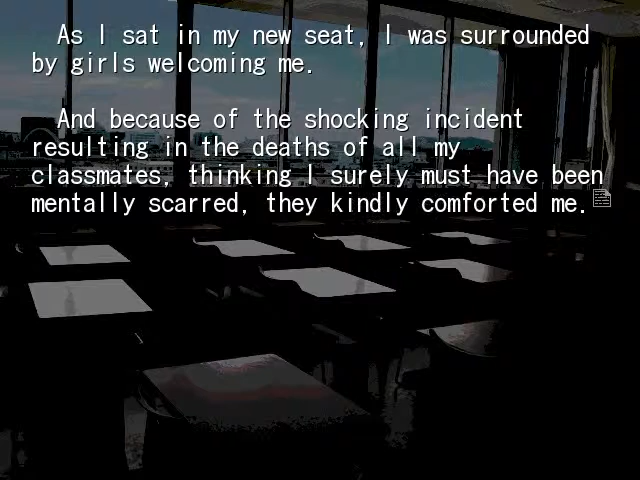 As I sat in my new seat, I was surrounded
by girls welcoming me.
And because of the shocking incident
resulting in the deaths of all my
classmates, thinking I surely must have been
mentally scarred, they kindly comforted me.